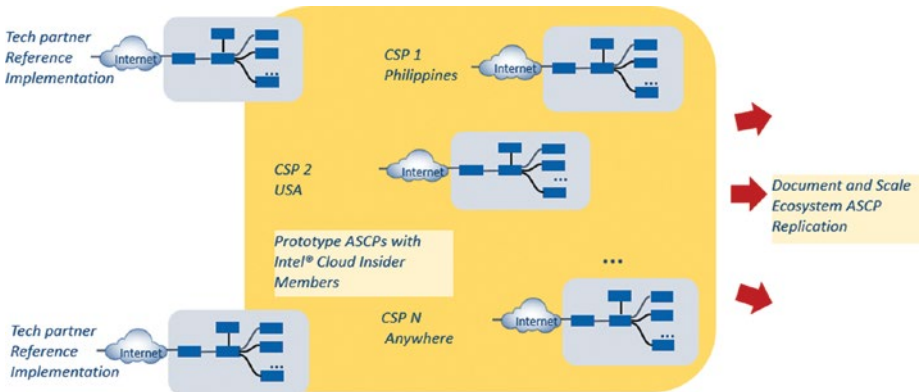 Tech partner
Reference
Implementation
Internet
...
CSP 1
Philippines
Internet
...
CSP 2
USA
Internet
...
Document and Scale
Ecosystem ASCP
Replication
Prototype ASCPs with
Intel® Cloud Insider
Members
...
CSP N
Anywhere
Internet
...
Tech partner
Reference
Implementation
Internet
...